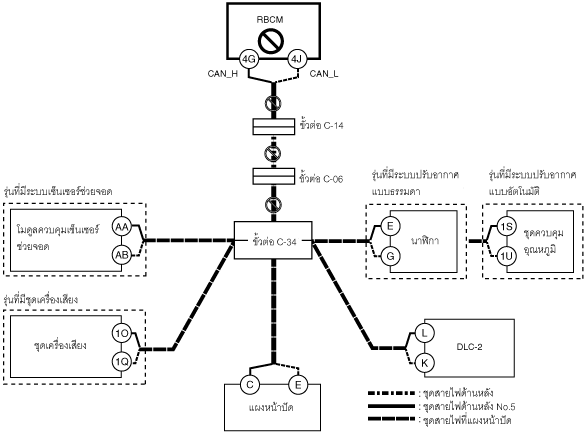 RBCM
4G
4J
CAN_H
CAN_L
ขั้วต่อ C-14
ขั้วต่อ C-06
รุ่นที่มีระบบเซ็นเซอร์ช่วยจอด
โมดูลควบคุมเซ็นเซอร์
ช่วยจอด
AA
AB
ขั้วต่อ C-34
รุ่นที่มีระบบปรับอากาศ
แบบธรรมดา
E
G
นาฬิกา
รุ่นที่มีระบบปรับอากาศ
แบบอัตโนมัติ
1S
1U
ชุดควบคุม
อุณหภูมิ
รุ่นที่มีชุดเครื่องเสียง
ชุดเครื่องเสียง
1O
1Q
L
K
DLC-2
C
E
แผงหน้าปัด
: ชุดสายไฟด้านหลัง
: ชุดสายไฟด้านหลัง No.5
: ชุดสายไฟที่แผงหน้าปัด